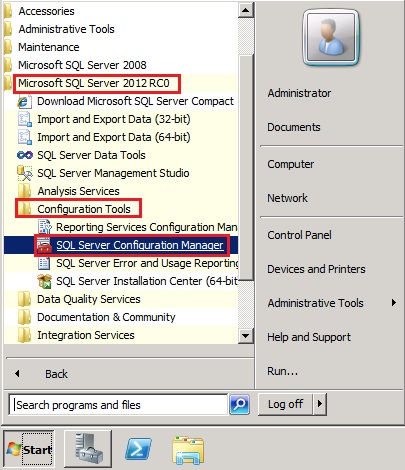 Accessories
Administrative Tools
Maintenance
Microsoft SQL Server 2008
Microsoft SQL Server 2012 RC0
Download Microsoft SQL Server Compact
Import and Export Data (32-bit)
Import and Export Data (64-bit)
SQL Server Data Tools
SQL Server Management Studio
Analysis Services
Configuration Tools
Reporting Services Configuration Man
SQL Server Configuration Manager
SQL Server Error and Usage Reporting
SQL Server Installation Center (64-bit
Data Quality Services
Documentation & Community
Integration Services
Back
Search programs and files
Administrator
Documents
Computer
Network
Control Panel
Devices and Printers
Administrative Tools
Help and Support
Run...
Log off
Start